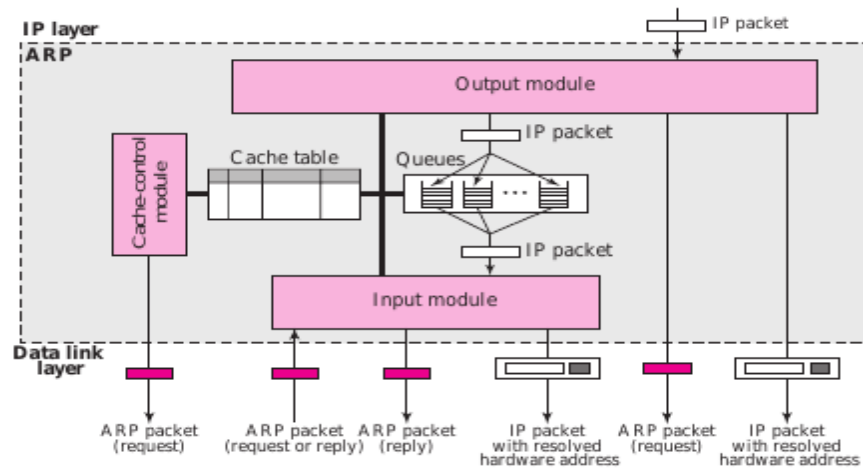 IP layer
IP packet
ARP
Output module
IP packet
Cache table
Queues
Cache-control
module
IP packet
Input module
Data link
layer
ARP packet
(request)
ARP packet
(request or reply)
ARP packet
(reply)
IP packet
with resolved
hardware address
ARP packet
(request)
IP packet
with resolved
hardware address